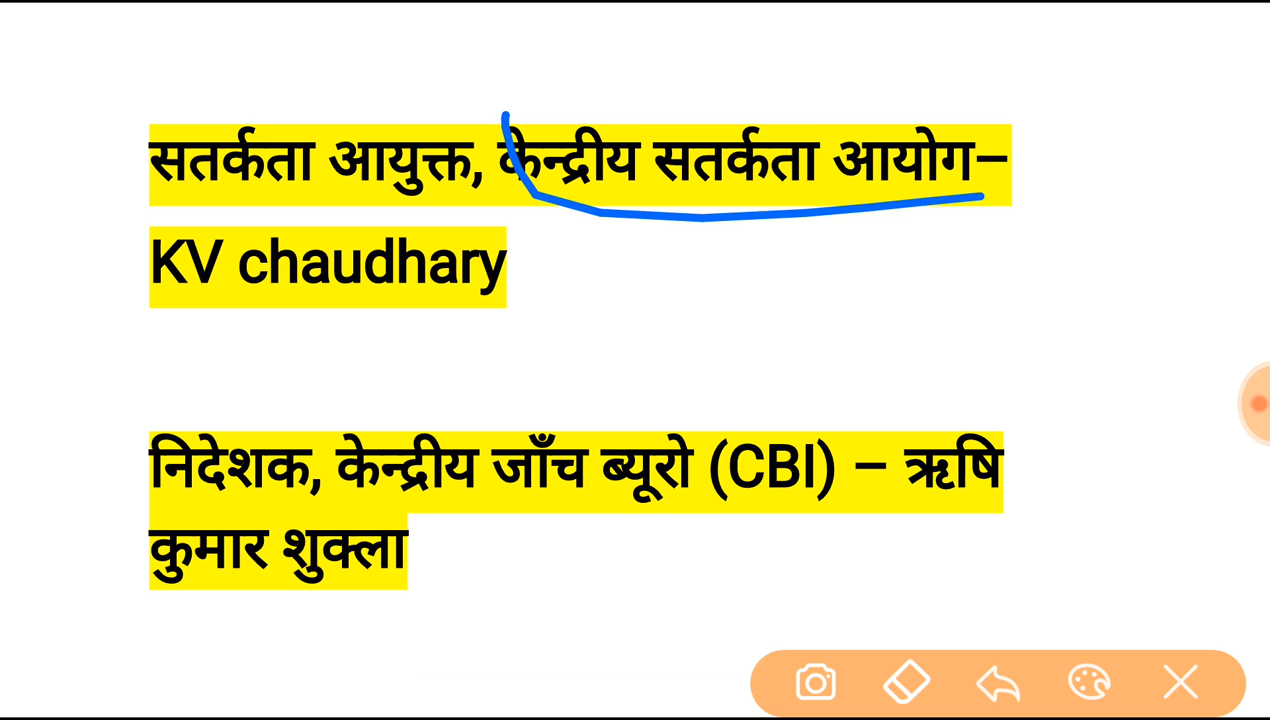 सतर्कता आयुक्त, केन्द्रीय सतर्कता आयोग–
KV chaudhary
निदेशक, केन्द्रीय जाँच ब्यूरो (CBI) – ऋषि
कुमार शुक्ला